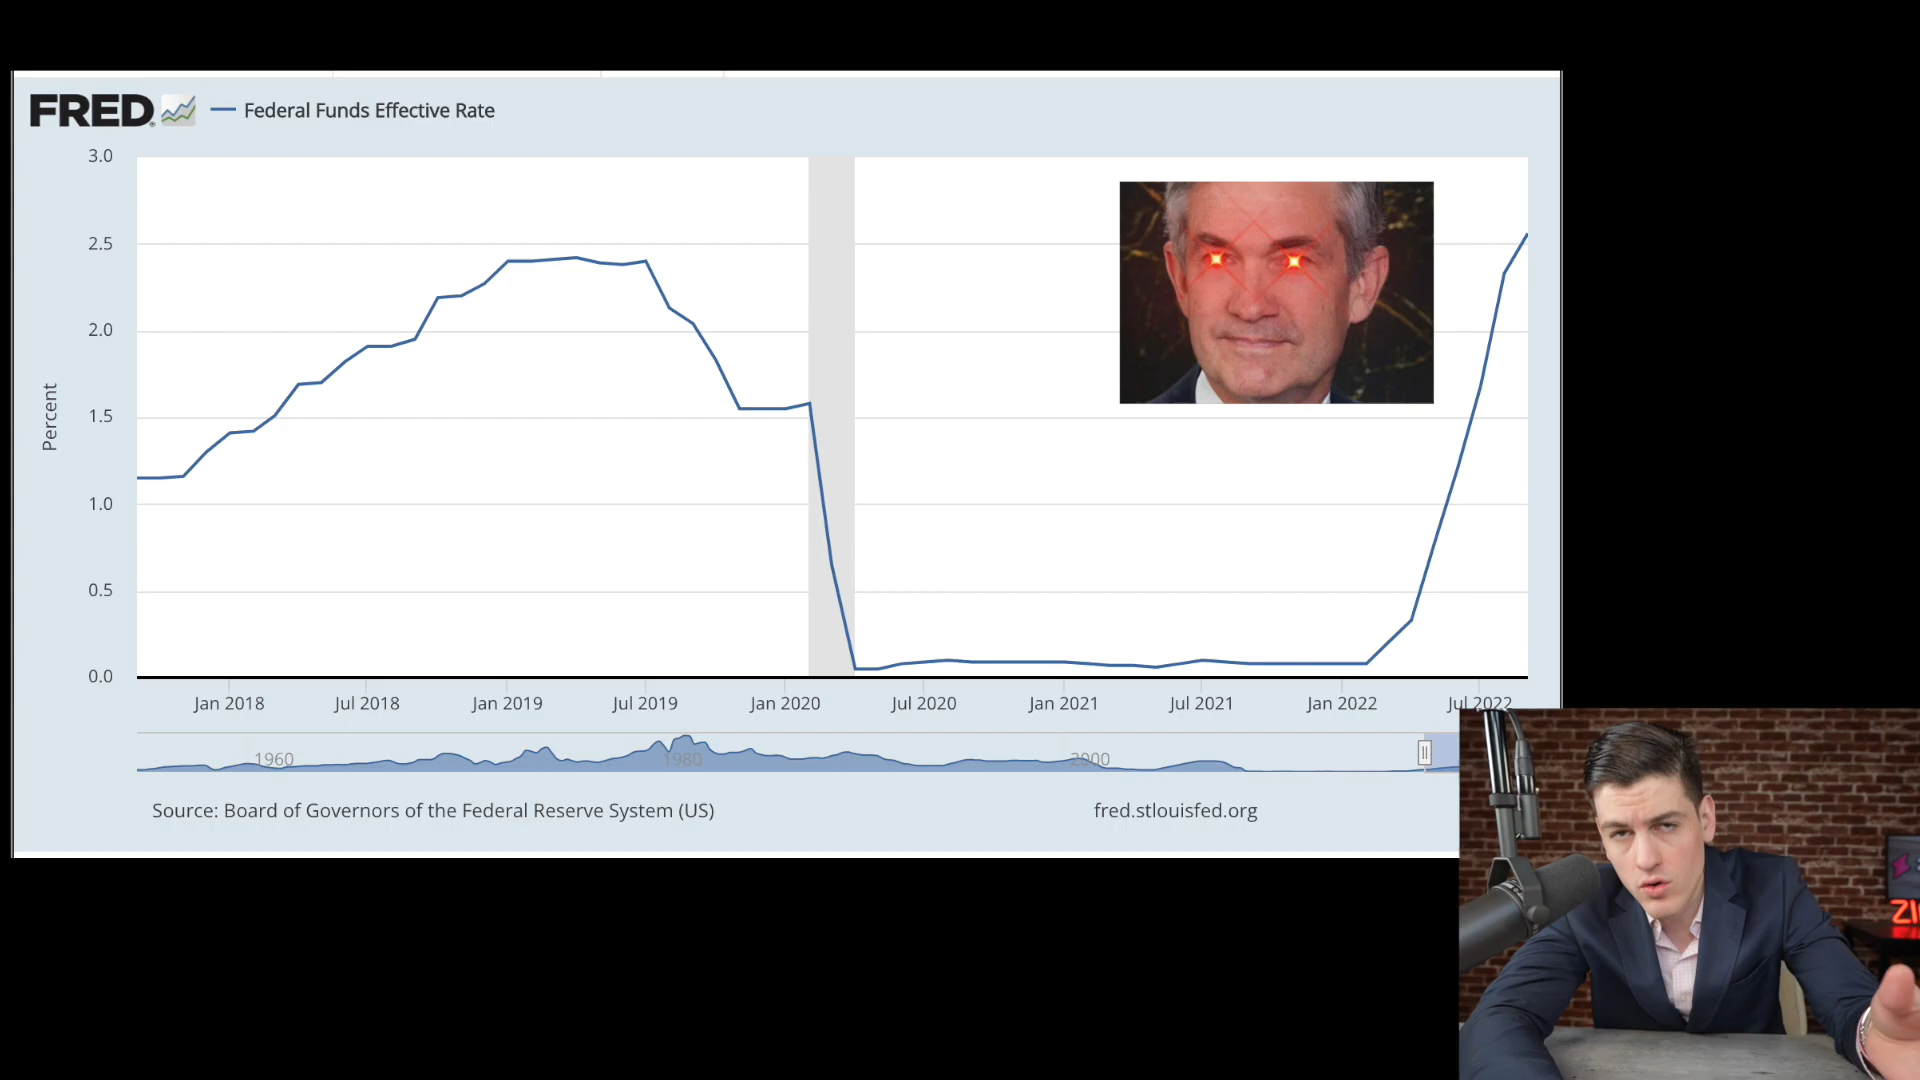 FRED
Federal Funds Effective Rate
3.0
2.5
2.0
1.5
1.0
0.5
0.0
Percent
Jan 2018 Jul 2018 Jan 2019 Jul 2019 Jan 2020 Jul 2020 Jan 2021 Jul 2021 Jan 2022 Jul 2022
1960 1980 2000
Source: Board of Governors of the Federal Reserve System (US) fred.stlouisfed.org
ZI